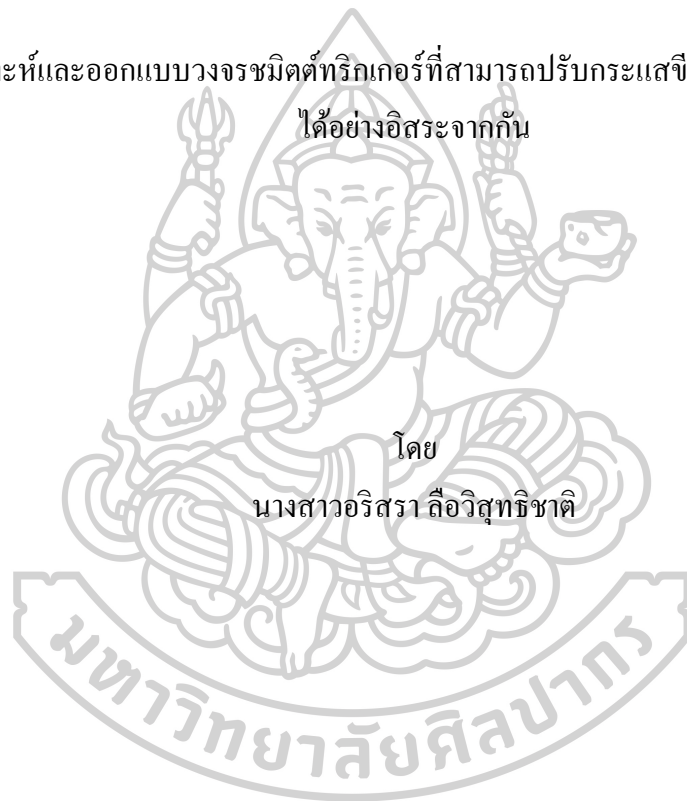 ะห์และออกแบบวงจรชมิตต์ทริกเกอร์ที่สามารถปรับกระแสขี
ได้อย่างอิสระจากกัน
โดย
นางสาวอริสรา ลือวิสุทธิชาติ
มหาวิทยาลัยศิลปากร